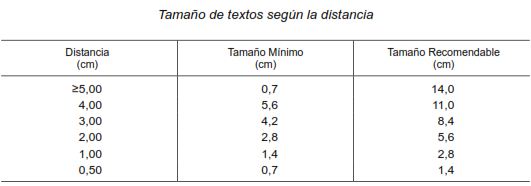 Tamaño de textos según la distancia
Distancia (cm) Tamaño Mínimo (cm) Tamaño Recomendable (cm)
≥5,00 0,7 14,0
4,00 5,6 11,0
3,00 4,2 8,4
2,00 2,8 5,6
1,00 1,4 2,8
0,50 0,7 1,4